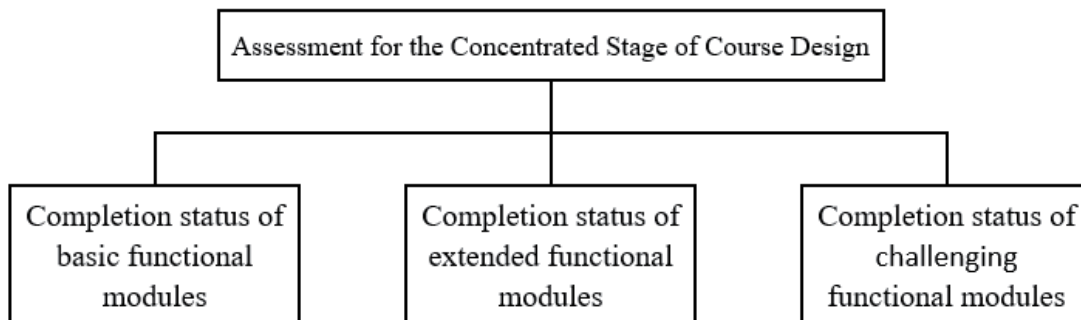 Assessment for the Concentrated Stage of Course Design
Completion status of
basic functional
modules
Completion status of
extended functional
modules
Completion status of
challenging
functional modules